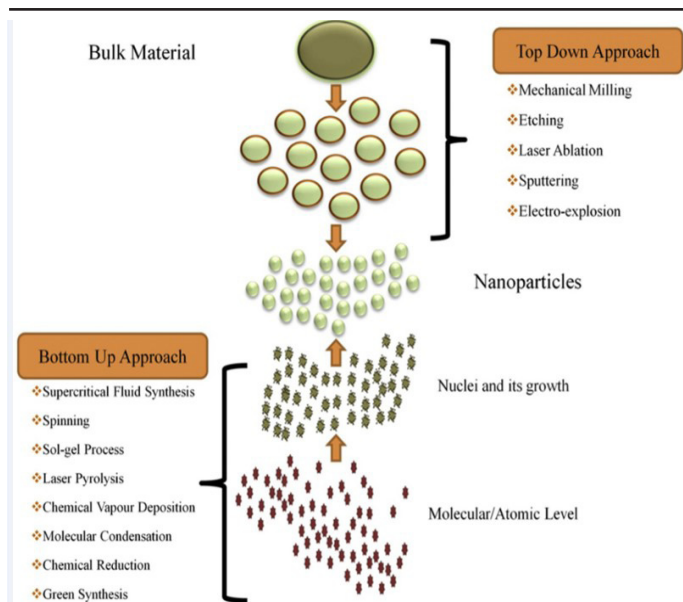 Bulk Material
Top Down Approach
❖Mechanical Milling
❖Etching
❖Laser Ablation
❖Sputtering
❖Electro-explosion
Nanoparticles
Bottom Up Approach
❖Supercritical Fluid Synthesis
❖Spinning
❖Sol-gel Process
❖Laser Pyrolysis
❖Chemical Vapour Deposition
❖Molecular Condensation
❖Chemical Reduction
❖Green Synthesis
Nuclei and its growth
Molecular/Atomic Level